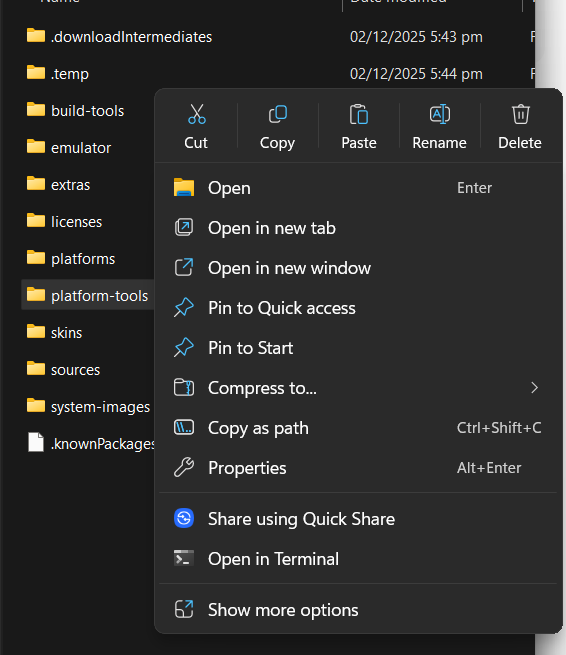 Name Date modified
.downloadIntermediates 02/12/2025 5:43 pm F
.temp 02/12/2025 5:44 pm F
build-tools
emulator
extras
licenses
platforms
platform-tools
skins
sources
system-images
.knownPackages
Cut Copy Paste Rename Delete
Open Enter
Open in new tab
Open in new window
Pin to Quick access
Pin to Start
Compress to...
Copy as path Ctrl+Shift+C
Properties Alt+Enter
Share using Quick Share
Open in Terminal
Show more options